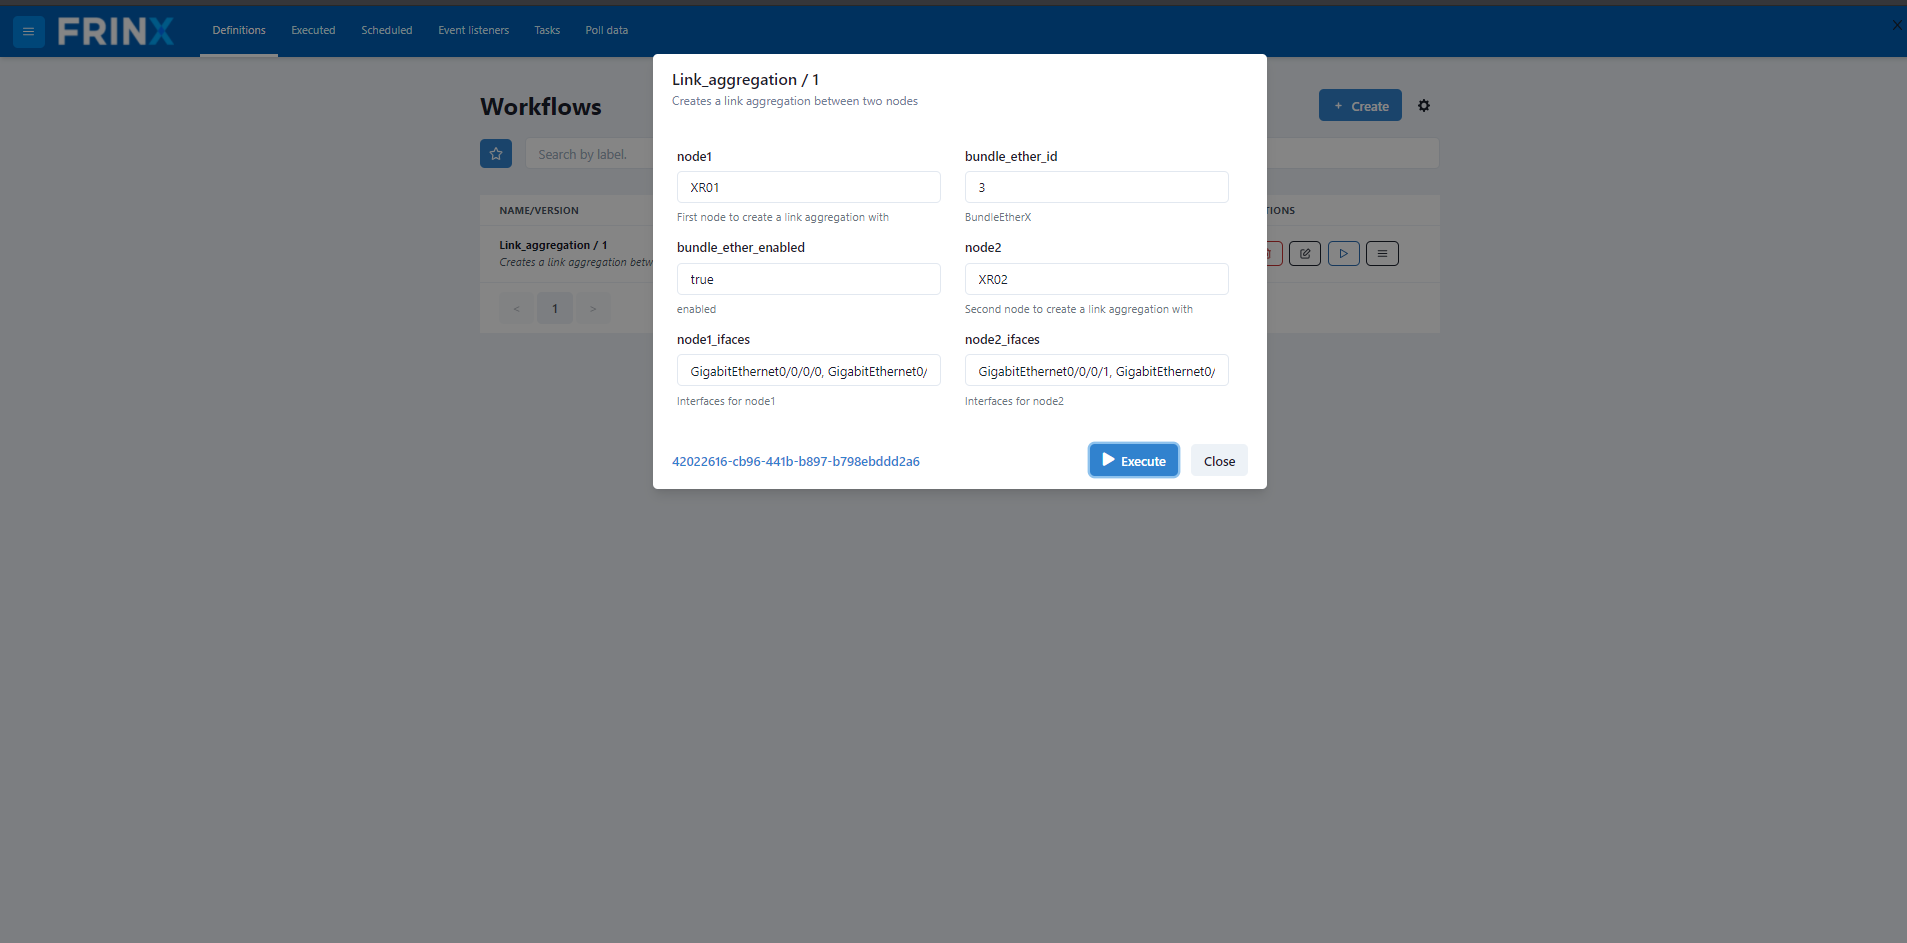 FRINX
Definitions Executed Scheduled Event listeners Tasks Poll data
Workflows
+ Create
Search by label.
NAME/VERSION
Link_aggregation / 1
Creates a link aggregation betw
< 1 >
TIONS
Link_aggregation / 1
Creates a link aggregation between two nodes
node1 bundle_ether_id
XR01 3
First node to create a link aggregation with BundleEtherX
bundle_ether_enabled node2
true XR02
enabled Second node to create a link aggregation with
node1_ifaces node2_ifaces
GigabitEthernet0/0/0/0, GigabitEthernet0/ GigabitEthernet0/0/0/1, GigabitEthernet0/
Interfaces for node1 Interfaces for node2
42022616-cb96-441b-b897-b798ebddd2a6 Execute Close